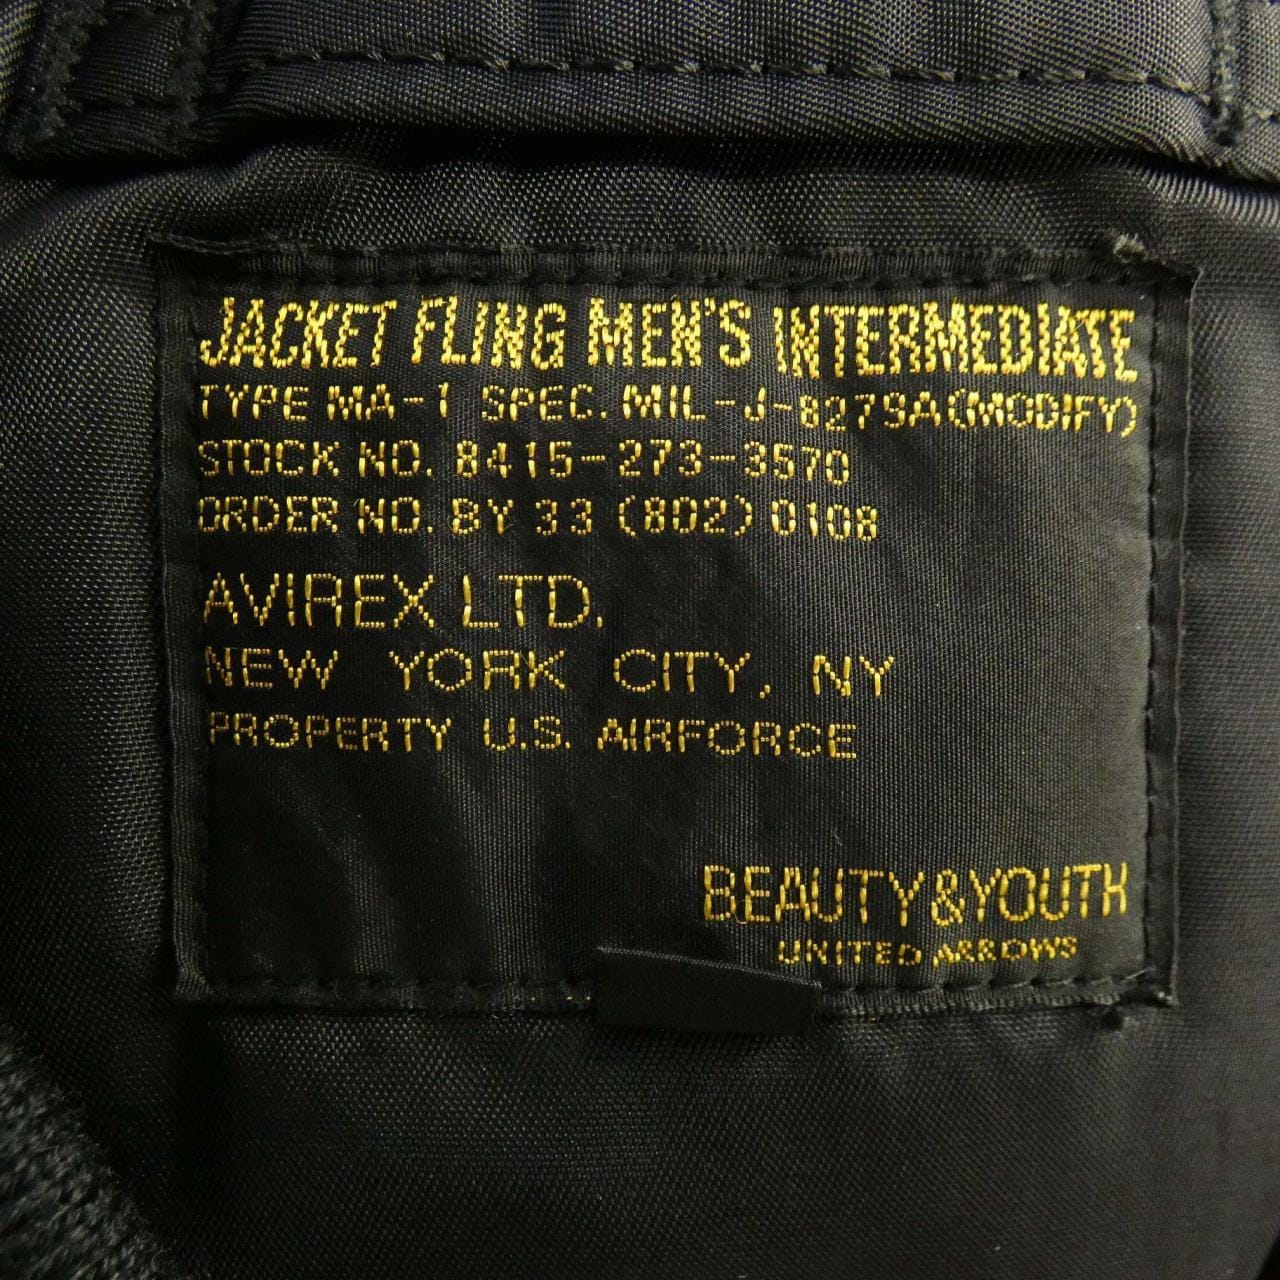 JACKET FLING MEN'S INTERMEDIATE
TYPE MA-1 SPEC. MIL-J-8279A(MODIFY)
STOCK NO. 8415-273-3570
ORDER NO. BY 33 (802) 0108
AVIREX LTD.
NEW YORK CITY, NY
PROPERTY U.S. AIRFORCE
BEAUTY&YOUTH
UNITED ARROWS